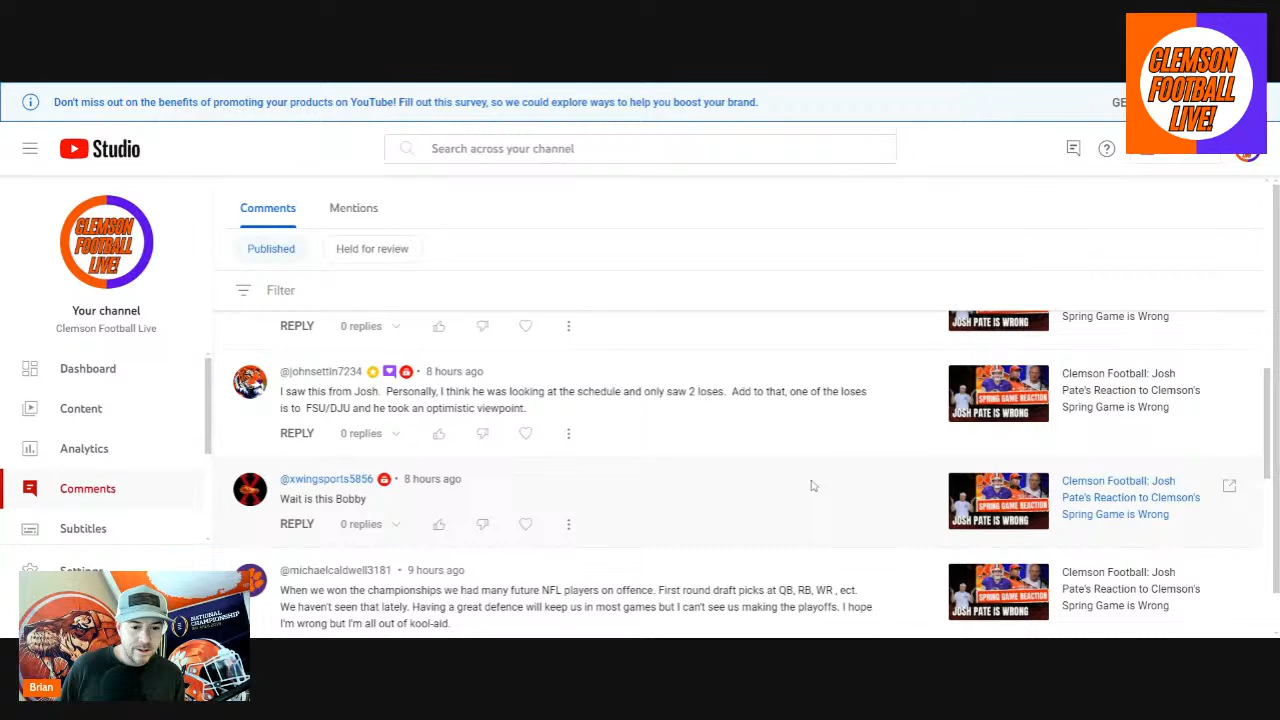 CLEMSON
FOOTBALL
LIVE!
Don't miss out on the benefits of promoting your products on YouTube! Fill out this survey, so we could explore ways to help you boost your brand.
GE
Studio
Search across your channel
CLEMSON
FOOTBALL
LIVE!
Your channel
Clemson Football Live
Dashboard
Content
Analytics
Comments
Subtitles
Settings
Comments
Mentions
Published
Held for review
Filter
REPLY 0 replies
JOSH PATE IS WRONG
Spring Game is Wrong
@johnsettin7234 • 8 hours ago
I saw this from Josh. Personally, I think he was looking at the schedule and only saw 2 loses. Add to that, one of the loses
is to FSU/DJU and he took an optimistic viewpoint.
REPLY 0 replies
SPRING GAME REACTION
JOSH PATE IS WRONG
Clemson Football: Josh
Pate's Reaction to Clemson's
Spring Game is Wrong
@xwingsports5856 • 8 hours ago
Wait is this Bobby
REPLY 0 replies
SPRING GAME REACTION
JOSH PATE IS WRONG
Clemson Football: Josh
Pate's Reaction to Clemson's
Spring Game is Wrong
@michaelcaldwell3181 • 9 hours ago
When we won the championships we had many future NFL players on offence. First round draft picks at QB, RB, WR , ect.
We haven't seen that lately. Having a great defence will keep us in most games but I can't see us making the playoffs. I hope
I'm wrong but I'm all out of kool-aid.
SPRING GAME REACTION
JOSH PATE IS WRONG
Clemson Football: Josh
Pate's Reaction to Clemson's
Spring Game is Wrong
NATIONAL
CHAMPIONSHIP
Brian